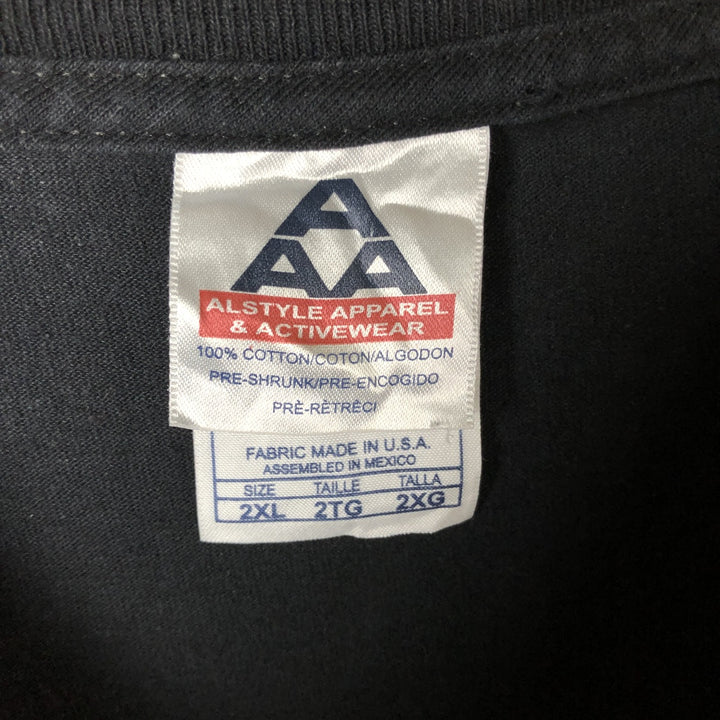 A
AA
ALSTYLE APPAREL
& ACTIVEWEAR
100% COTTON/COTON/ALGODON
PRE-SHRUNK/PRE-ENCOGIDO
PRÈ-RÈTRÈCI
FABRIC MADE IN U.S.A.
ASSEMBLED IN MEXICO
SIZE TAILLE TALLA
2XL 2TG 2XG